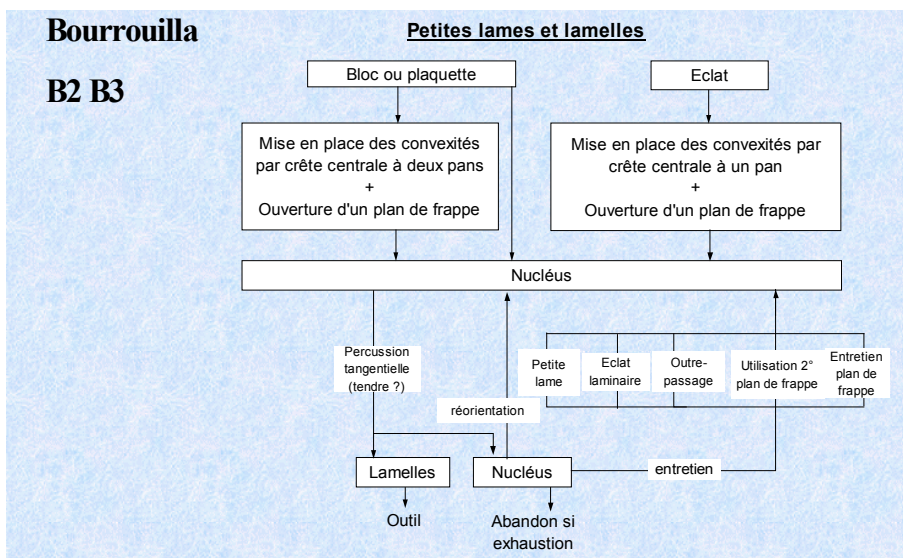 Bourrouilla
B2 B3
Petites lames et lamelles
Bloc ou plaquette
Eclat
Mise en place des convexités
par crête centrale à deux pans
+
Ouverture d'un plan de frappe
Mise en place des convexités par
crête centrale à un pan
+
Ouverture d'un plan de frappe
Nucléus
Percussion
tangentielle
(tendre ?)
réorientation
Petite
lame
Eclat
laminaire
Outre-
passage
Utilisation 2°
plan de frappe
Entretien
plan de
frappe
Lamelles
Nucléus
entretien
Outil
Abandon si
exhaustion